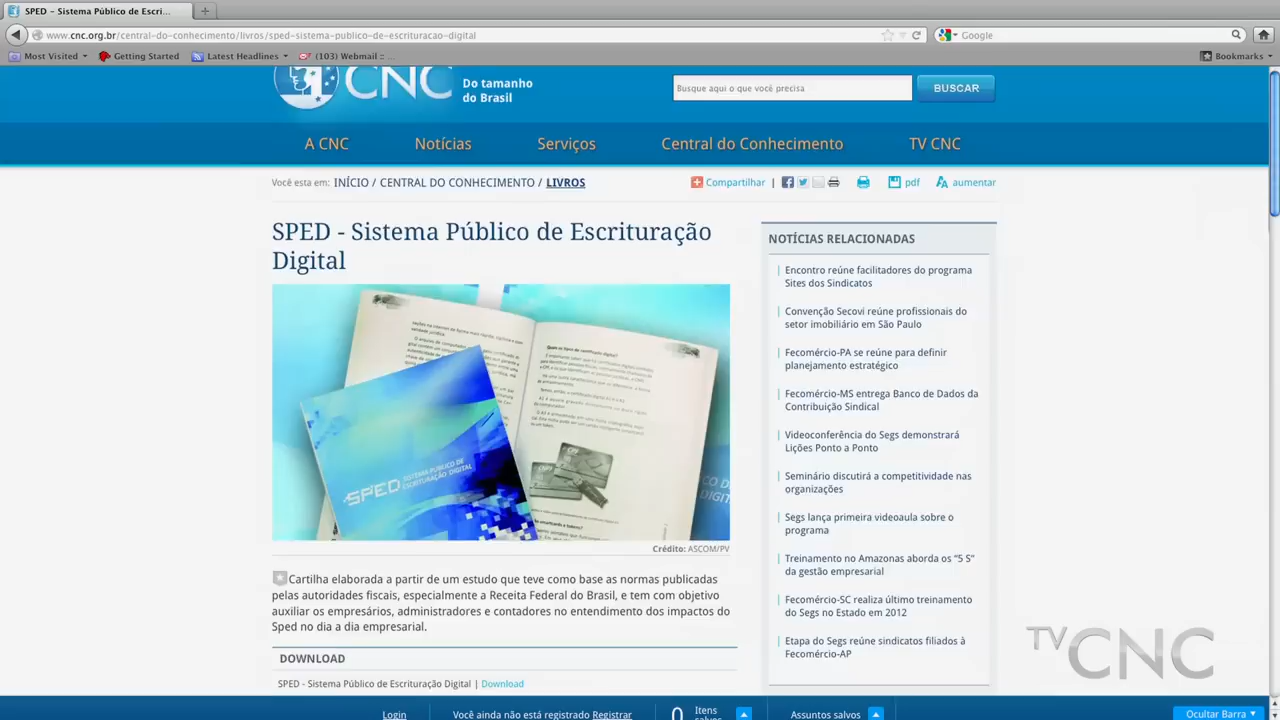 SPED - Sistema Público de Escri...
www.cnc.org.br/central-do-conhecimento/livros/sped-sistema-publico-de-escrituracao-digital
Google
Most Visited
Getting Started
Latest Headlines
(103) Webmail :: ...
Bookmarks
CNC
Do tamanho
do Brasil
Busque aqui o que você precisa
BUSCAR
A CNC
Notícias
Serviços
Central do Conhecimento
TV CNC
Você esta em: INÍCIO / CENTRAL DO CONHECIMENTO / LIVROS
Compartilhar |
pdf
aumentar
SPED - Sistema Público de Escrituração
Digital
SPED SISTEMA PÚBLICO DE
ESCRITURAÇÃO DIGITAL
Crédito: ASCOM/PV
Cartilha elaborada a partir de um estudo que teve como base as normas publicadas
pelas autoridades fiscais, especialmente a Receita Federal do Brasil, e tem com objetivo
auxiliar os empresários, administradores e contadores no entendimento dos impactos do
Sped no dia a dia empresarial.
DOWNLOAD
SPED - Sistema Público de Escrituração Digital | Download
NOTÍCIAS RELACIONADAS
Encontro reúne facilitadores do programa
Sites dos Sindicatos
Convenção Secovi reúne profissionais do
setor imobiliário em São Paulo
Fecomércio-PA se reúne para definir
planejamento estratégico
Fecomércio-MS entrega Banco de Dados da
Contribuição Sindical
Videoconferência do Segs demonstrará
Lições Ponto a Ponto
Seminário discutirá a competitividade nas
organizações
Segs lança primeira videoaula sobre o
programa
Treinamento no Amazonas aborda os “5 S”
da gestão empresarial
Fecomércio-SC realiza último treinamento
do Segs no Estado em 2012
Etapa do Segs reúne sindicatos filiados à
Fecomércio-AP
TV CNC
Login
Você ainda não está registrado Registrar
0 Itens
salvos
Assuntos salvos
Ocultar Barra